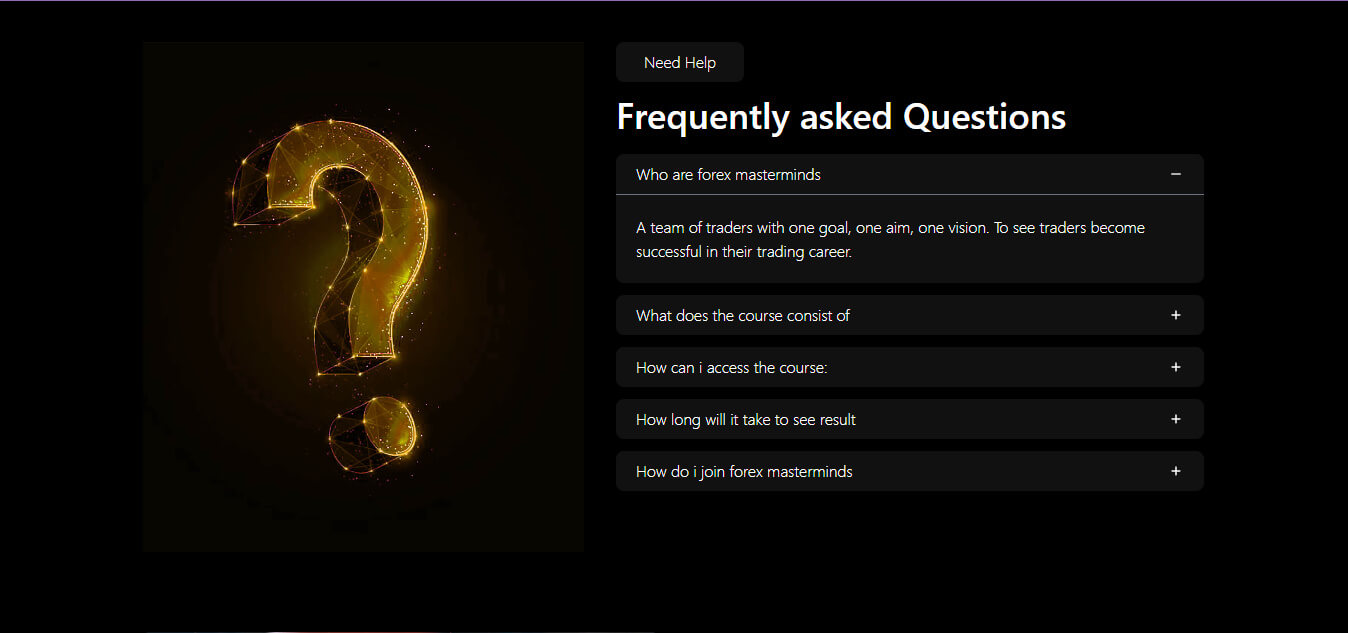 Need Help
Frequently asked Questions
Who are forex masterminds
A team of traders with one goal, one aim, one vision. To see traders become
successful in their trading career.
What does the course consist of
How can i access the course:
How long will it take to see result
How do i join forex masterminds